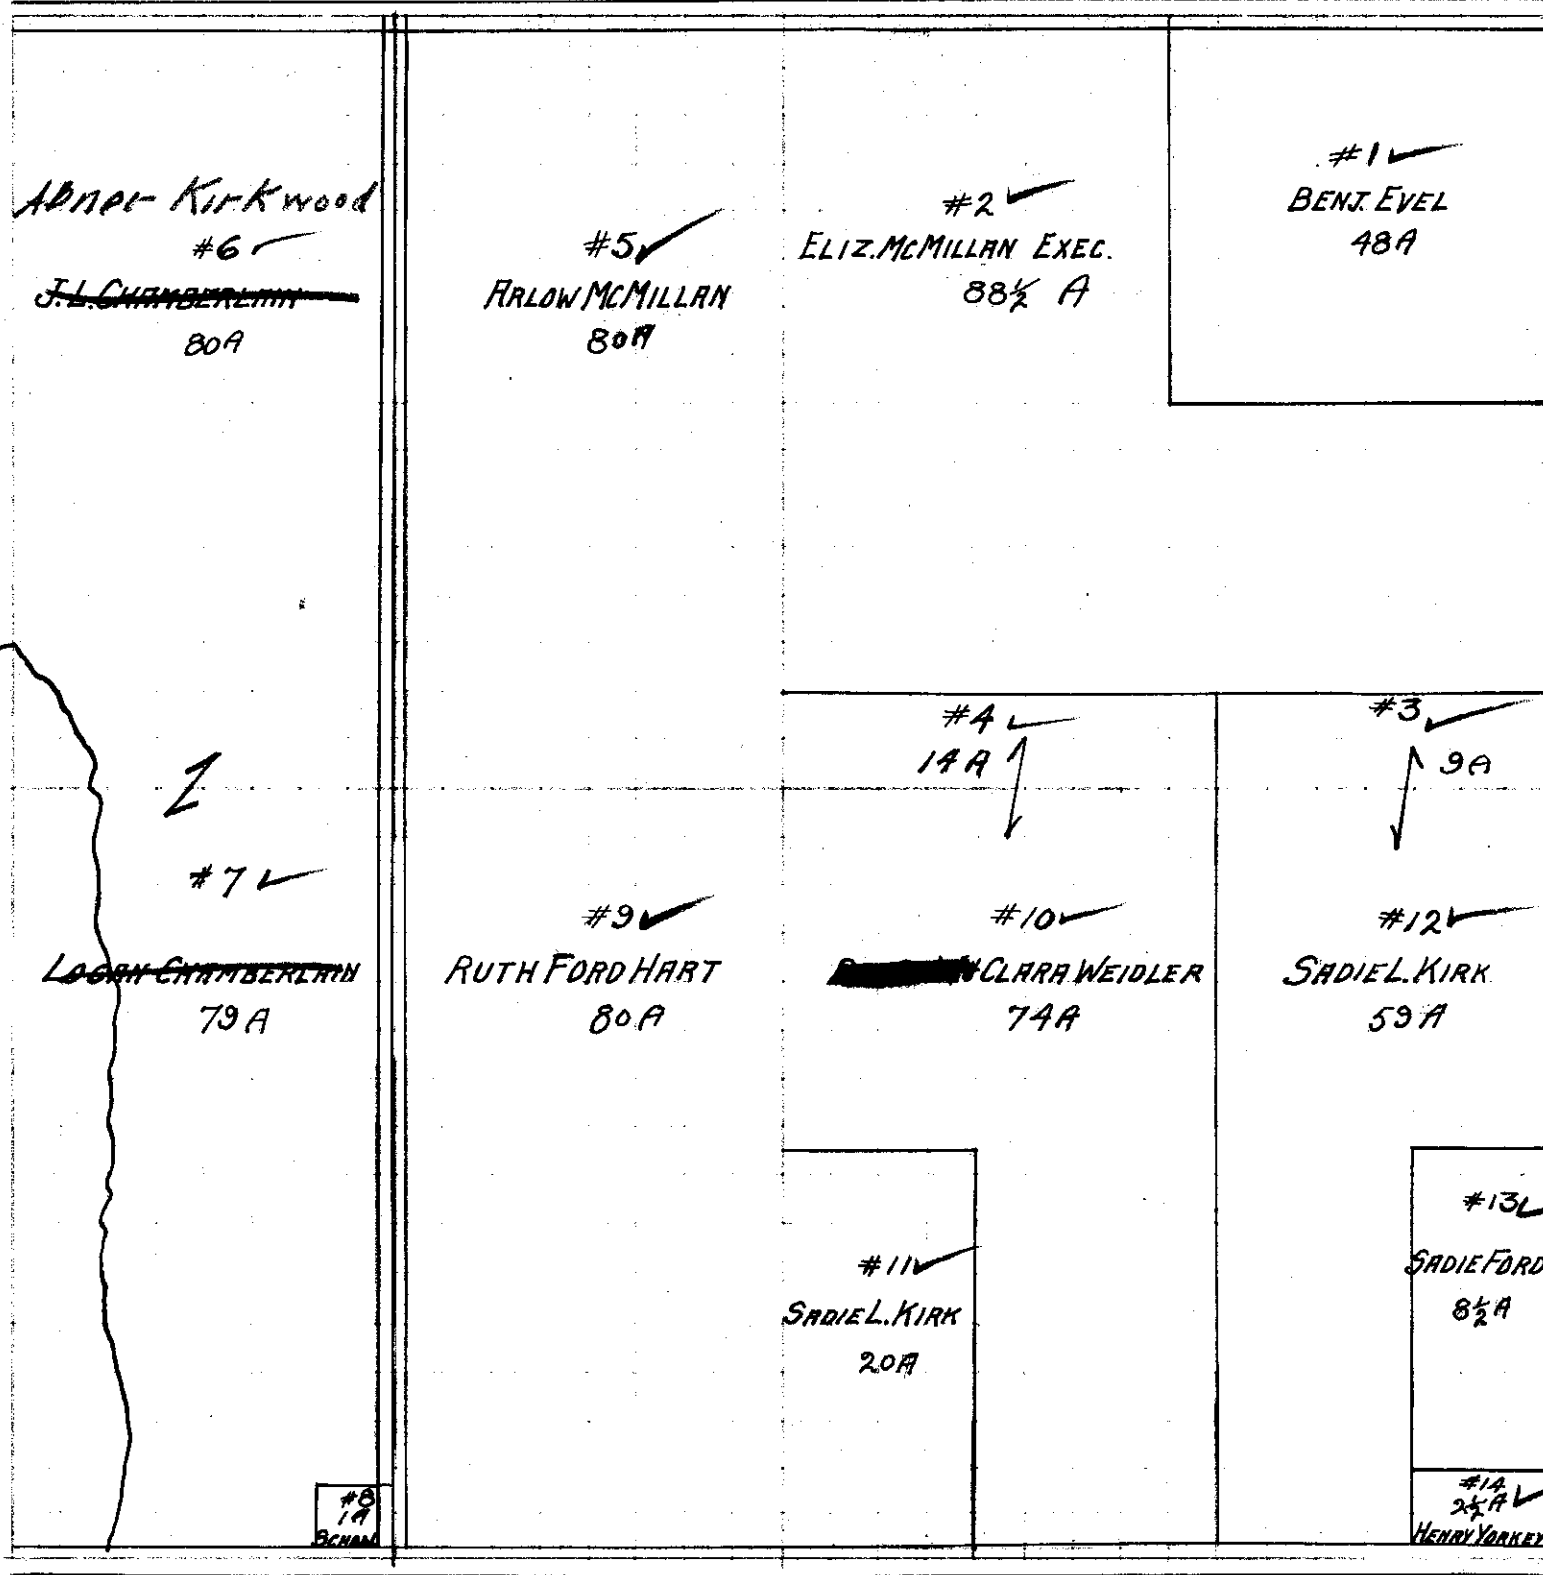 #1
BENJ. EVEL
48A
#2
ELIZ. MCMILLAN EXEC.
88½ A
Abner Kirkwood
#6
J.L. CHAMBERLAIN
80A
#5
ARLOW MCMILLAN
80A
#4
14A
#3
9A
#7
LOGAN CHAMBERLAIN
79A
#9
RUTH FORD HART
80A
#10
CLARA WEIDLER
74A
#12
SADIE L. KIRK
59A
#11
SADIE L. KIRK
20A
#13
SADIE FORD
8½A
#8
1A
SCHOOL
#14
2½A
HENRY YORKEY